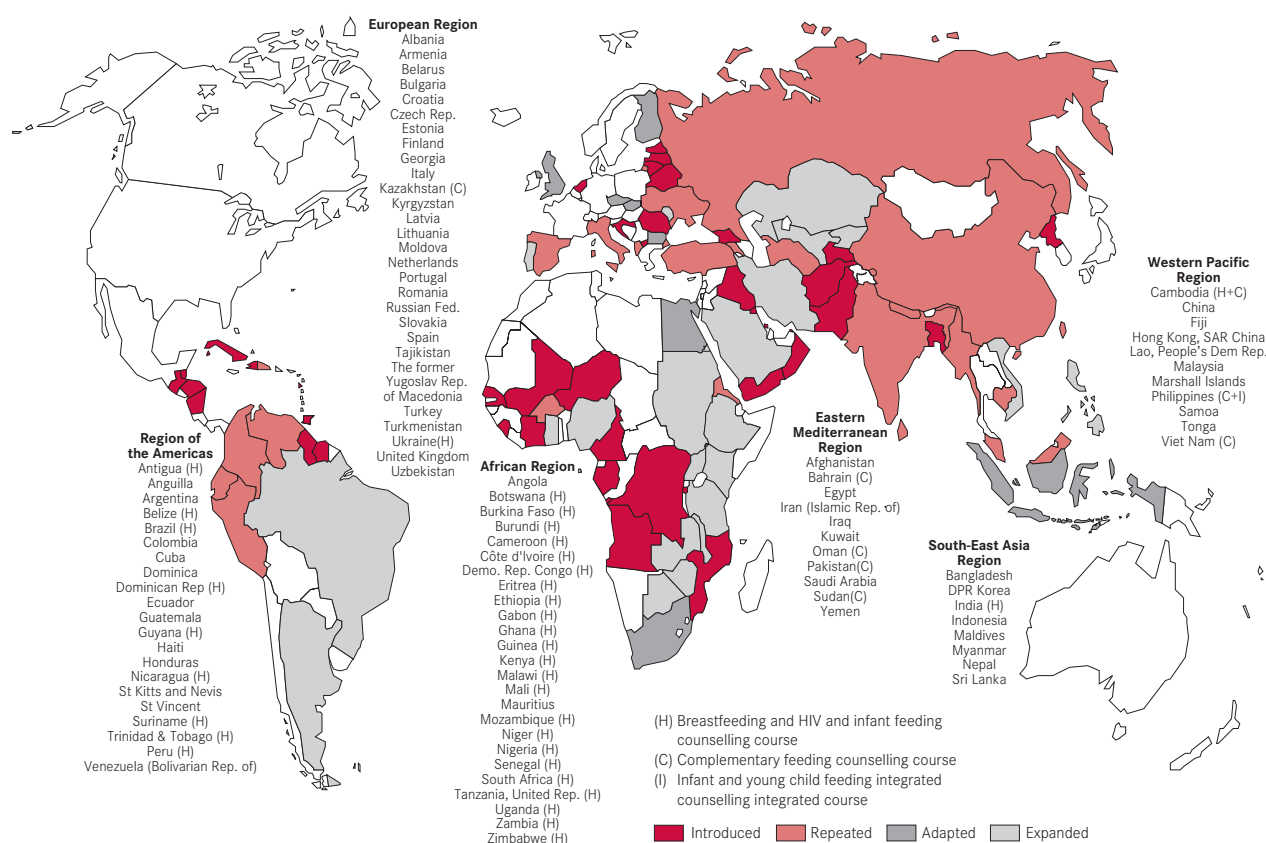 European Region
Albania
Armenia
Belarus
Bulgaria
Croatia
Czech Rep.
Estonia
Finland
Georgia
Italy
Kazakhstan (C)
Kyrgyzstan
Latvia
Lithuania
Moldova
Netherlands
Portugal
Romania
Russian Fed.
Slovakia
Spain
Tajikistan
The former
Yugoslav Rep.
of Macedonia
Turkey
Turkmenistan
Ukraine(H)
United Kingdom
Uzbekistan
Western Pacific
Region
Cambodia (H+C)
China
Fiji
Hong Kong, SAR China
Lao, People's Dem Rep.
Malaysia
Marshall Islands
Philippines (C+I)
Samoa
Tonga
Viet Nam (C)
Region of
the Americas
Antigua (H)
Anguilla
Argentina
Belize (H)
Brazil (H)
Colombia
Cuba
Dominica
Dominican Rep (H)
Ecuador
Guatemala
Guyana (H)
Haiti
Honduras
Nicaragua (H)
St Kitts and Nevis
St Vincent
Suriname (H)
Trinidad & Tobago (H)
Peru (H)
Venezuela (Bolivarian Rep. of)
African Region
Angola
Botswana (H)
Burkina Faso (H)
Burundi (H)
Cameroon (H)
Côte d'Ivoire (H)
Demo. Rep. Congo (H)
Eritrea (H)
Ethiopia (H)
Gabon (H)
Ghana (H)
Guinea (H)
Kenya (H)
Malawi (H)
Mali (H)
Mauritius
Mozambique (H)
Niger (H)
Nigeria (H)
Senegal (H)
South Africa (H)
Tanzania, United Rep. (H)
Uganda (H)
Zambia (H)
Zimbabwe (H)
Eastern
Mediterranean
Region
Afghanistan
Bahrain (C)
Egypt
Iran (Islamic Rep. of)
Iraq
Kuwait
Oman (C)
Pakistan(C)
Saudi Arabia
Sudan(C)
Yemen
South-East Asia
Region
Bangladesh
DPR Korea
India (H)
Indonesia
Maldives
Myanmar
Nepal
Sri Lanka
(H) Breastfeeding and HIV and infant feeding
counselling course
(C) Complementary feeding counselling course
(I) Infant and young child feeding integrated
counselling integrated course
Introduced Repeated Adapted Expanded